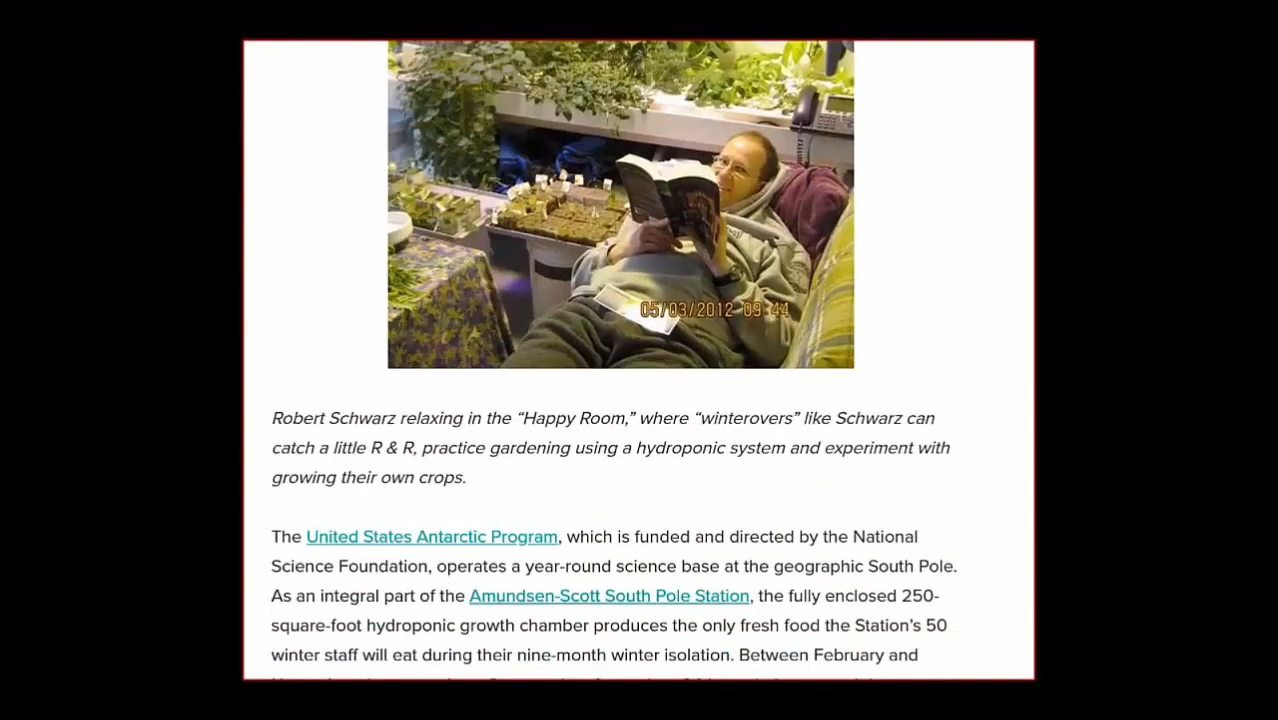 05/03/2012 09:44
Robert Schwarz relaxing in the “Happy Room,” where “winterovers” like Schwarz can
catch a little R & R, practice gardening using a hydroponic system and experiment with
growing their own crops.
The United States Antarctic Program, which is funded and directed by the National
Science Foundation, operates a year-round science base at the geographic South Pole.
As an integral part of the Amundsen-Scott South Pole Station, the fully enclosed 250-
square-foot hydroponic growth chamber produces the only fresh food the Station’s 50
winter staff will eat during their nine-month winter isolation. Between February and